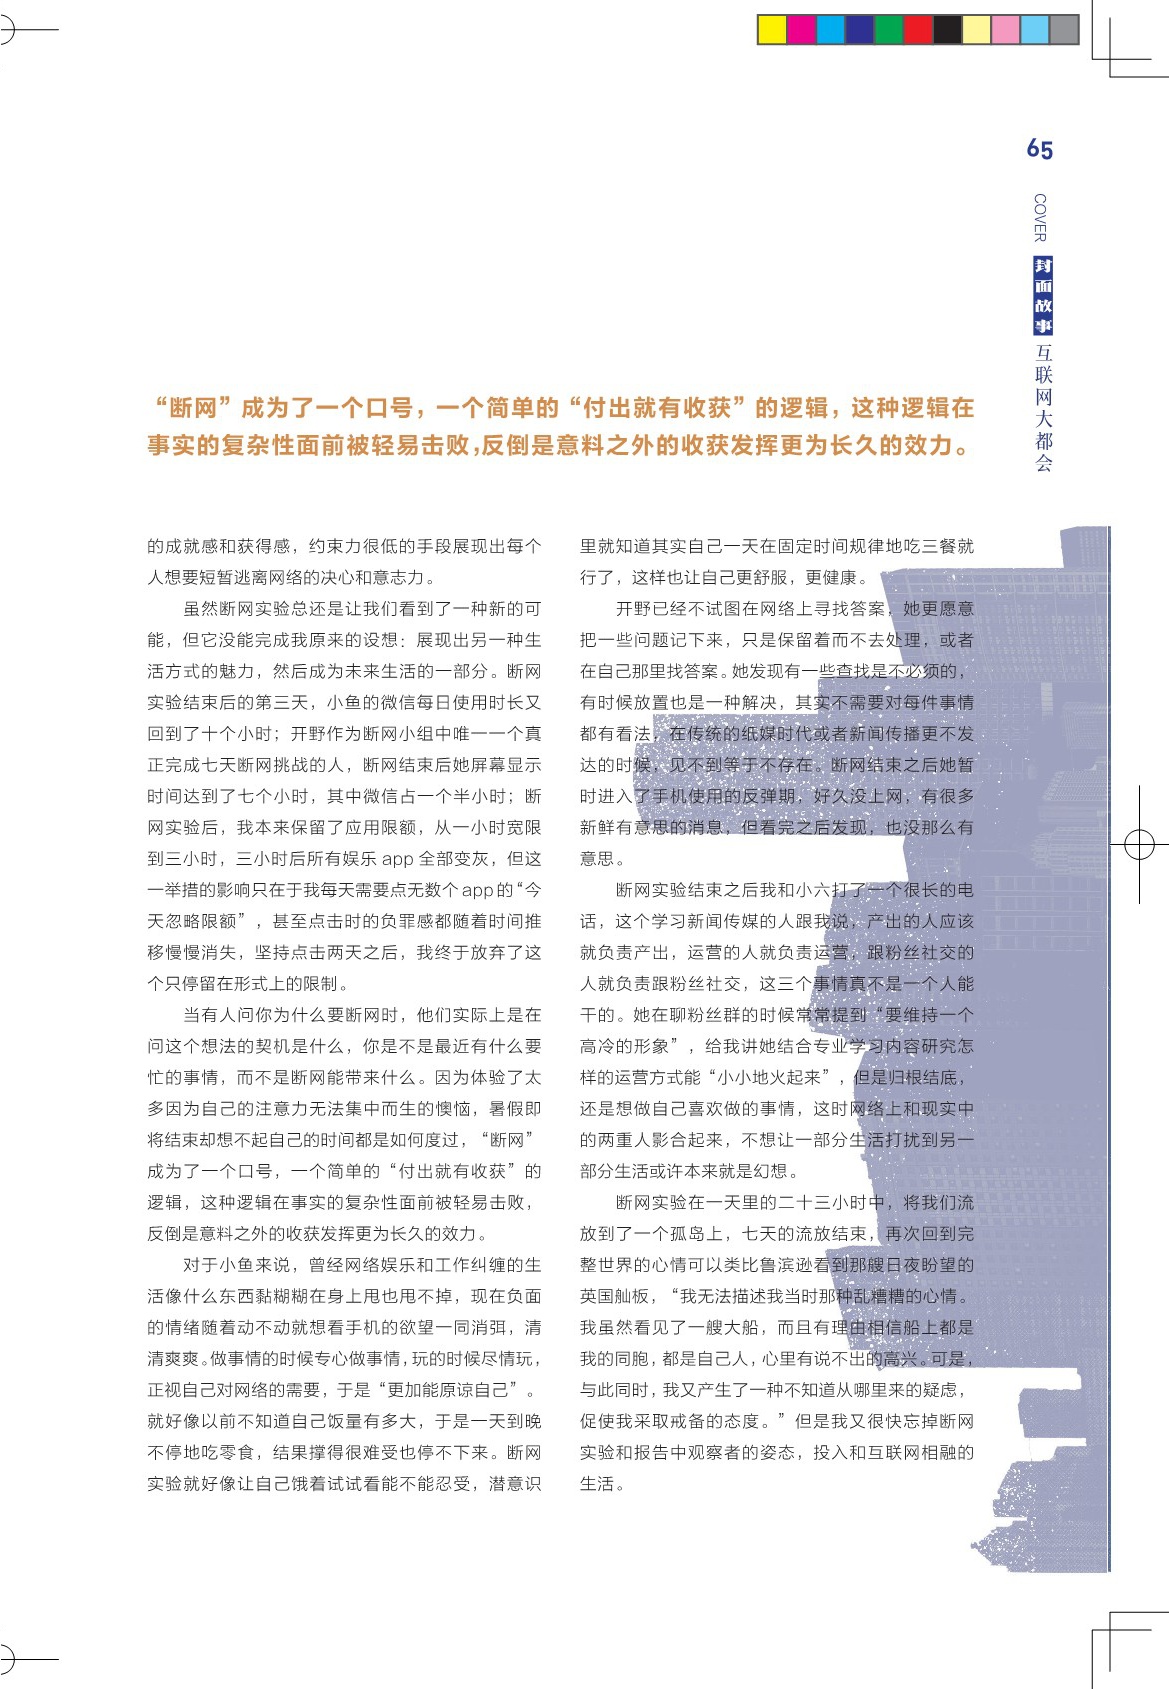 65
COVER
封面故事
互联网大都会
“断网”成为了一个口号，一个简单的“付出就有收获”的逻辑，这种逻辑在
事实的复杂性面前被轻易击败，反倒是意料之外的收获发挥更为长久的效力。
的成就感和获得感，约束力很低的手段展现出每个
人想要短暂逃离网络的决心和意志力。
虽然断网实验总还是让我们看到了一种新的可
能，但它没能完成我原来的设想：展现出另一种生
活方式的魅力，然后成为未来生活的一部分。断网
实验结束后的第三天，小鱼的微信每日使用时长又
回到了十个小时；开野作为断网小组中唯一一个真
正完成七天断网挑战的人，断网结束后她屏幕显示
时间达到了七个小时，其中微信占一个半小时；断
网实验后，我本来保留了应用限额，从一小时宽限
到三小时，三小时后所有娱乐 app 全部变灰，但这
一举措的影响只在于我每天需要点无数个 app 的“今
天忽略限额”，甚至点击时的负罪感都随着时间推
移慢慢消失，坚持点击两天之后，我终于放弃了这
个只停留在形式上的限制。
当有人问你为什么要断网时，他们实际上是在
问这个想法的契机是什么，你是不是最近有什么要
忙的事情，而不是断网能带来什么。因为体验了太
多因为自己的注意力无法集中而生的懊恼，暑假即
将结束却想不起自己的时间都是如何度过，“断网”
成为了一个口号，一个简单的“付出就有收获”的
逻辑，这种逻辑在事实的复杂性面前被轻易击败，
反倒是意料之外的收获发挥更为长久的效力。
对于小鱼来说，曾经网络娱乐和工作纠缠的生
活像什么东西黏糊糊在身上甩也甩不掉，现在负面
的情绪随着动不动就想看手机的欲望一同消弭，清
清爽爽。做事情的时候专心做事情，玩的时候尽情玩，
正视自己对网络的需要，于是“更加能原谅自己”。
就好像以前不知道自己饭量有多大，于是一天到晚
不停地吃零食，结果撑得很难受也停不下来。断网
实验就好像让自己饿着试试看能不能忍受，潜意识
里就知道其实自己一天在固定时间规律地吃三餐就
行了，这样也让自己更舒服，更健康。
开野已经不试图在网络上寻找答案，她更愿意
把一些问题记下来，只是保留着而不去处理，或者
在自己那里找答案。她发现有一些查找是不必须的，
有时候放置也是一种解决，其实不需要对每件事情
都有看法，在传统的纸媒时代或者新闻传播更不发
达的时候，见不到等于不存在。断网结束之后她暂
时进入了手机使用的反弹期，好久没上网，有很多
新鲜有意思的消息，但看完之后发现，也没那么有
意思。
断网实验结束之后我和小六打了一个很长的电
话，这个学习新闻传媒的人跟我说，产出的人应该
就负责产出，运营的人就负责运营，跟粉丝社交的
人就负责跟粉丝社交，这三个事情真不是一个人能
干的。她在聊粉丝群的时候常常提到“要维持一个
高冷的形象”，给我讲她结合专业学习内容研究怎
样的运营方式能“小小地火起来”，但是归根结底，
还是想做自己喜欢做的事情，这时网络上和现实中
的两重人影合起来，不想让一部分生活打扰到另一
部分生活或许本来就是幻想。
断网实验在一天里的二十三小时中，将我们流
放到了一个孤岛上，七天的流放结束，再次回到完
整世界的心情可以类比鲁滨逊看到那艘日夜盼望的
英国舢板，“我无法描述我当时那种乱糟糟的心情。
我虽然看见了一艘大船，而且有理由相信船上都是
我的同胞，都是自己人，心里有说不出的高兴。可是，
与此同时，我又产生了一种不知道从哪里来的疑虑，
促使我采取戒备的态度。”但是我又很快忘掉断网
实验和报告中观察者的姿态，投入和互联网相融的
生活。